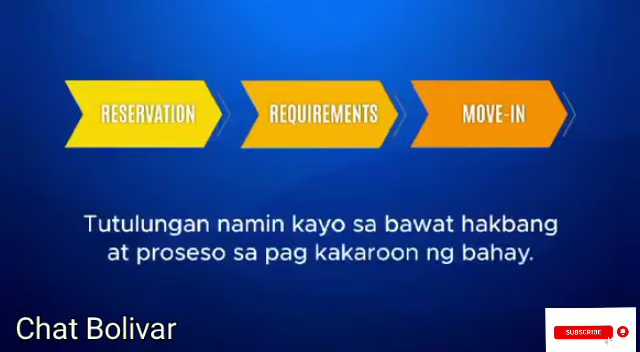 RESERVATION
REQUIREMENTS
MOVE-IN
Tutulungan namin kayo sa bawat hakbang
at proseso sa pag kakaroon ng bahay.
Chat Bolivar
SUBSCRIBE